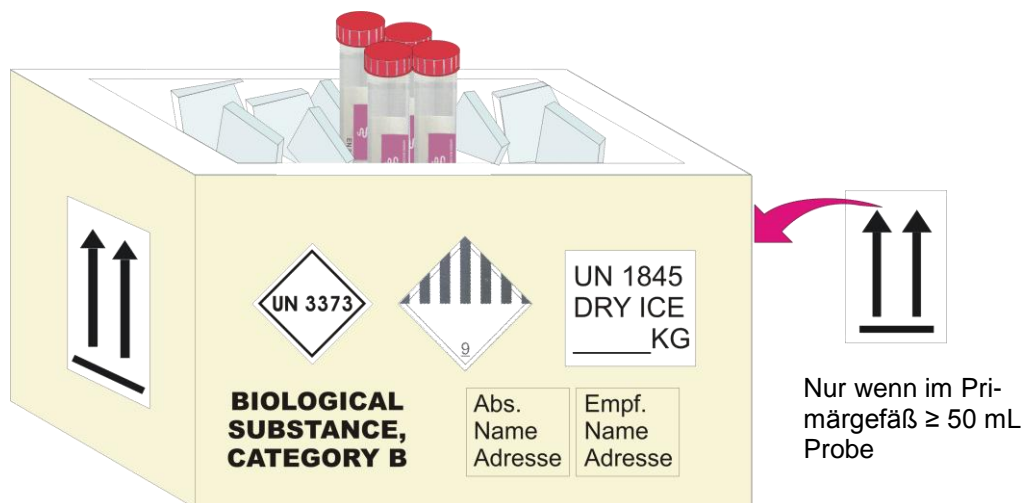 UN 3373
9
UN 1845
DRY ICE
______KG
BIOLOGICAL
SUBSTANCE,
CATEGORY B
Abs.
Name
Adresse
Empf.
Name
Adresse
Nur wenn im Pri-
märgefäß ≥ 50 mL
Probe